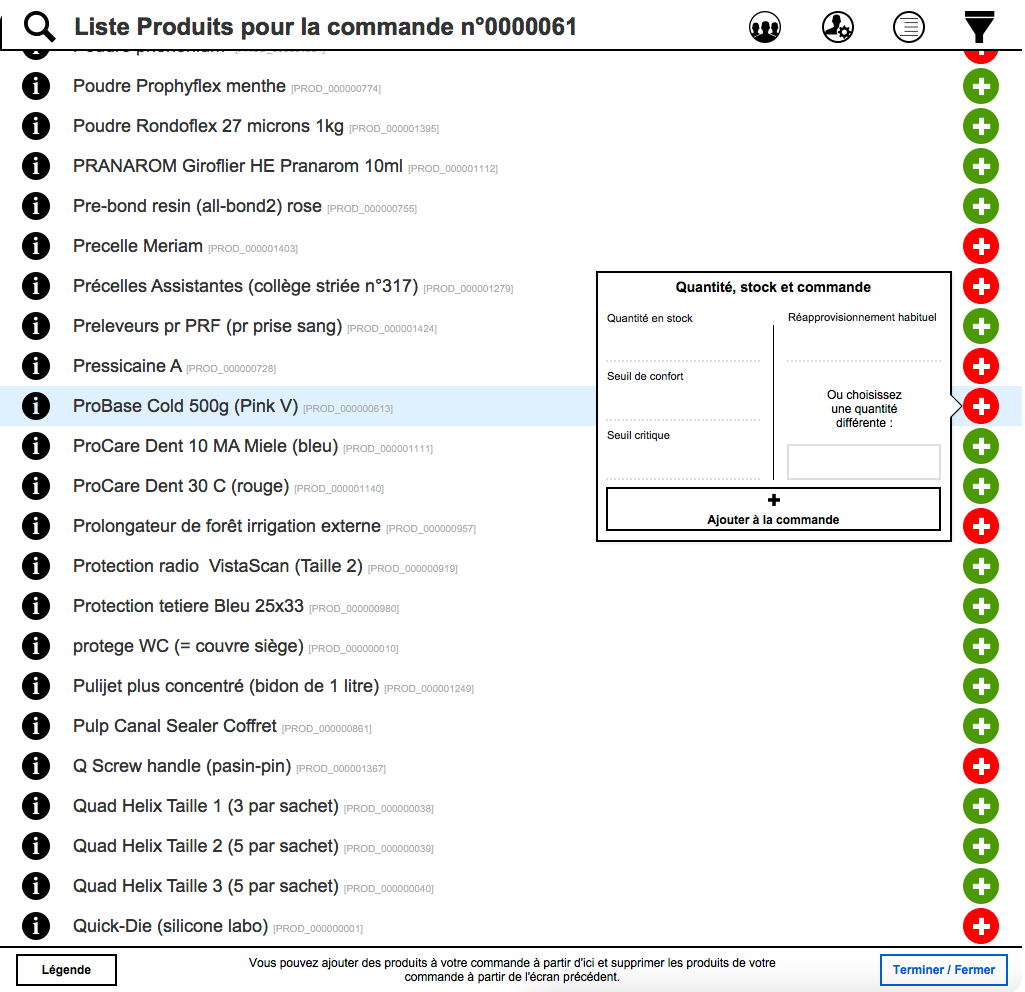 Liste Produits pour la commande n°0000061
Poudre Prophyflex menthe [PROD_000000774]
Poudre Rondoflex 27 microns 1kg [PROD_000001395]
PRANAROM Giroflier HE Pranarom 10ml [PROD_000001112]
Pre-bond resin (all-bond2) rose [PROD_000000755]
Precelle Meriam [PROD_000001403]
Précelles Assistantes (collège striée n°317) [PROD_000001279]
Preleveurs pr PRF (pr prise sang) [PROD_000001424]
Pressicaine A [PROD_000000728]
ProBase Cold 500g (Pink V) [PROD_000000613]
ProCare Dent 10 MA Miele (bleu) [PROD_000001111]
ProCare Dent 30 C (rouge) [PROD_000001140]
Prolongateur de forêt irrigation externe [PROD_000000957]
Protection radio  VistaScan (Taille 2) [PROD_000000919]
Protection tetiere Bleu 25x33 [PROD_000000980]
protege WC (= couvre siège) [PROD_000000010]
Pulijet plus concentré (bidon de 1 litre) [PROD_000001249]
Pulp Canal Sealer Coffret [PROD_000000861]
Q Screw handle (pasin-pin) [PROD_000001367]
Quad Helix Taille 1 (3 par sachet) [PROD_000000038]
Quad Helix Taille 2 (5 par sachet) [PROD_000000039]
Quad Helix Taille 3 (5 par sachet) [PROD_000000040]
Quick-Die (silicone labo) [PROD_000000001]
Quantité, stock et commande
Quantité en stock
Seuil de confort
Seuil critique
Réapprovisionnement habituel
Ou choisissez
une quantité
différente :
Ajouter à la commande
Légende
Vous pouvez ajouter des produits à votre commande à partir d'ici et supprimer les produits de votre
commande à partir de l'écran précédent.
Terminer / Fermer